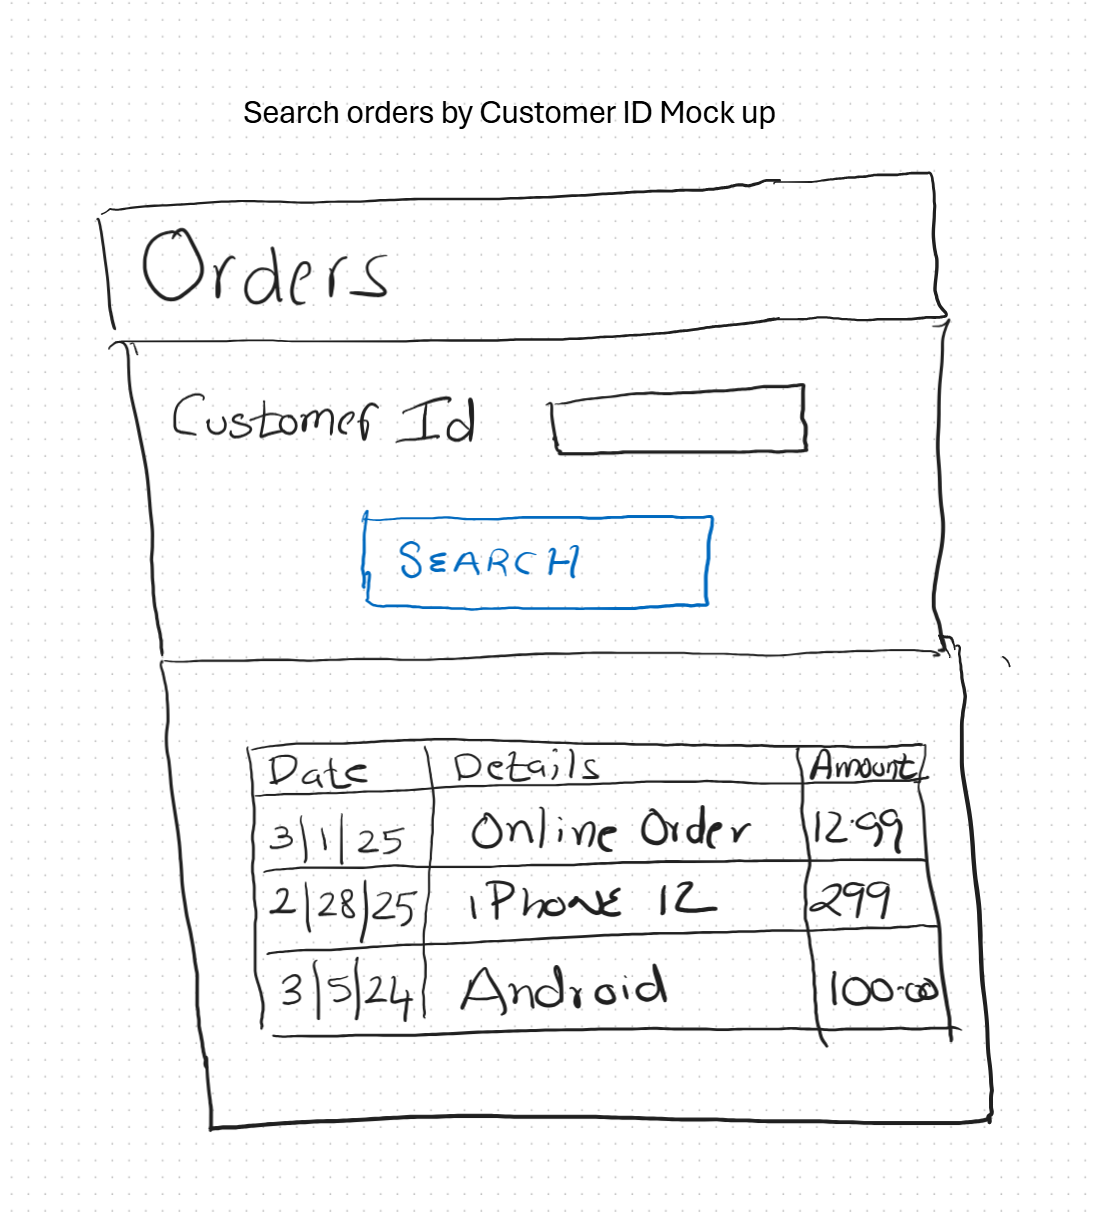 Search orders by Customer ID Mock up
Orders
Customer Id
SEARCH
Date Details Amount
3/1/25 Online Order 12.99
2/28/25 iPhone 12 299
3/5/24 Android 100.00